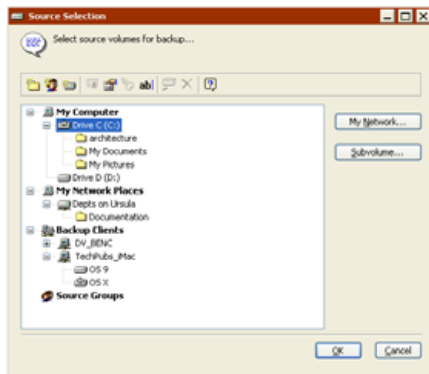 Source Selection
Select source volumes for backup...
ab|
My Computer
Drive C (C:)
architecture
My Documents
My Pictures
Drive D (D:)
My Network Places
Depts on Ursula
Documentation
Backup Clients
DV_BENC
TechPubs_iMac
OS 9
OS X
Source Groups
My Network...
Subvolume...
OK
Cancel